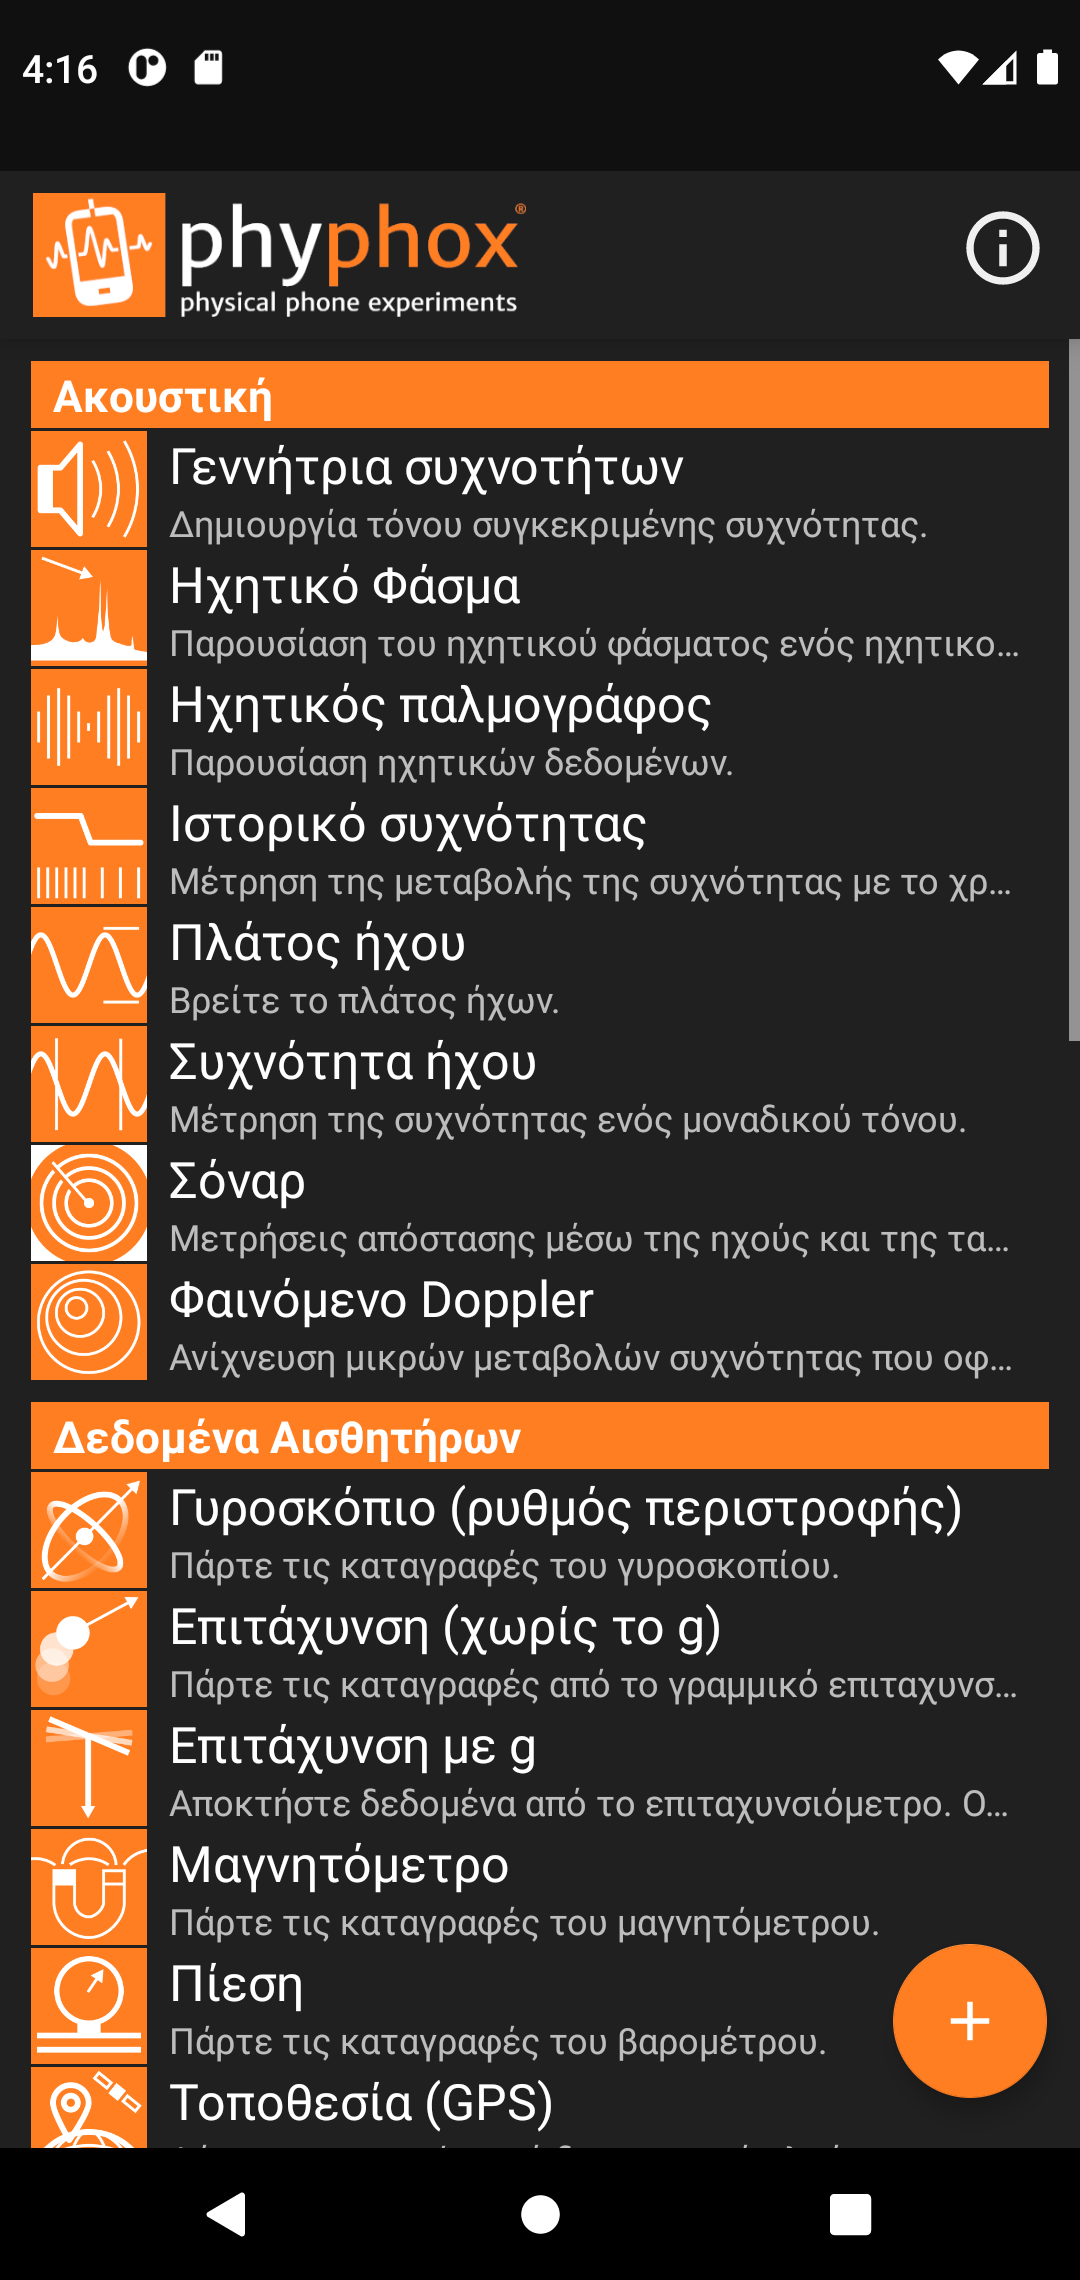 4:16
phyphox®
physical phone experiments
Ακουστική
Γεννήτρια συχνοτήτων
Δημιουργία τόνου συγκεκριμένης συχνότητας.
Ηχητικό Φάσμα
Παρουσίαση του ηχητικού φάσματος ενός ηχητικο…
Ηχητικός παλμογράφος
Παρουσίαση ηχητικών δεδομένων.
Ιστορικό συχνότητας
Μέτρηση της μεταβολής της συχνότητας με το χρ…
Πλάτος ήχου
Βρείτε το πλάτος ήχων.
Συχνότητα ήχου
Μέτρηση της συχνότητας ενός μοναδικού τόνου.
Σόναρ
Μετρήσεις απόστασης μέσω της ηχούς και της τα…
Φαινόμενο Doppler
Ανίχνευση μικρών μεταβολών συχνότητας που οφ…
Δεδομένα Αισθητήρων
Γυροσκόπιο (ρυθμός περιστροφής)
Πάρτε τις καταγραφές του γυροσκοπίου.
Επιτάχυνση (χωρίς το g)
Πάρτε τις καταγραφές από το γραμμικό επιταχυνσ…
Επιτάχυνση με g
Αποκτήστε δεδομένα από το επιταχυνσιόμετρο. Ο…
Μαγνητόμετρο
Πάρτε τις καταγραφές του μαγνητόμετρου.
Πίεση
Πάρτε τις καταγραφές του βαρομέτρου.
Τοποθεσία (GPS)